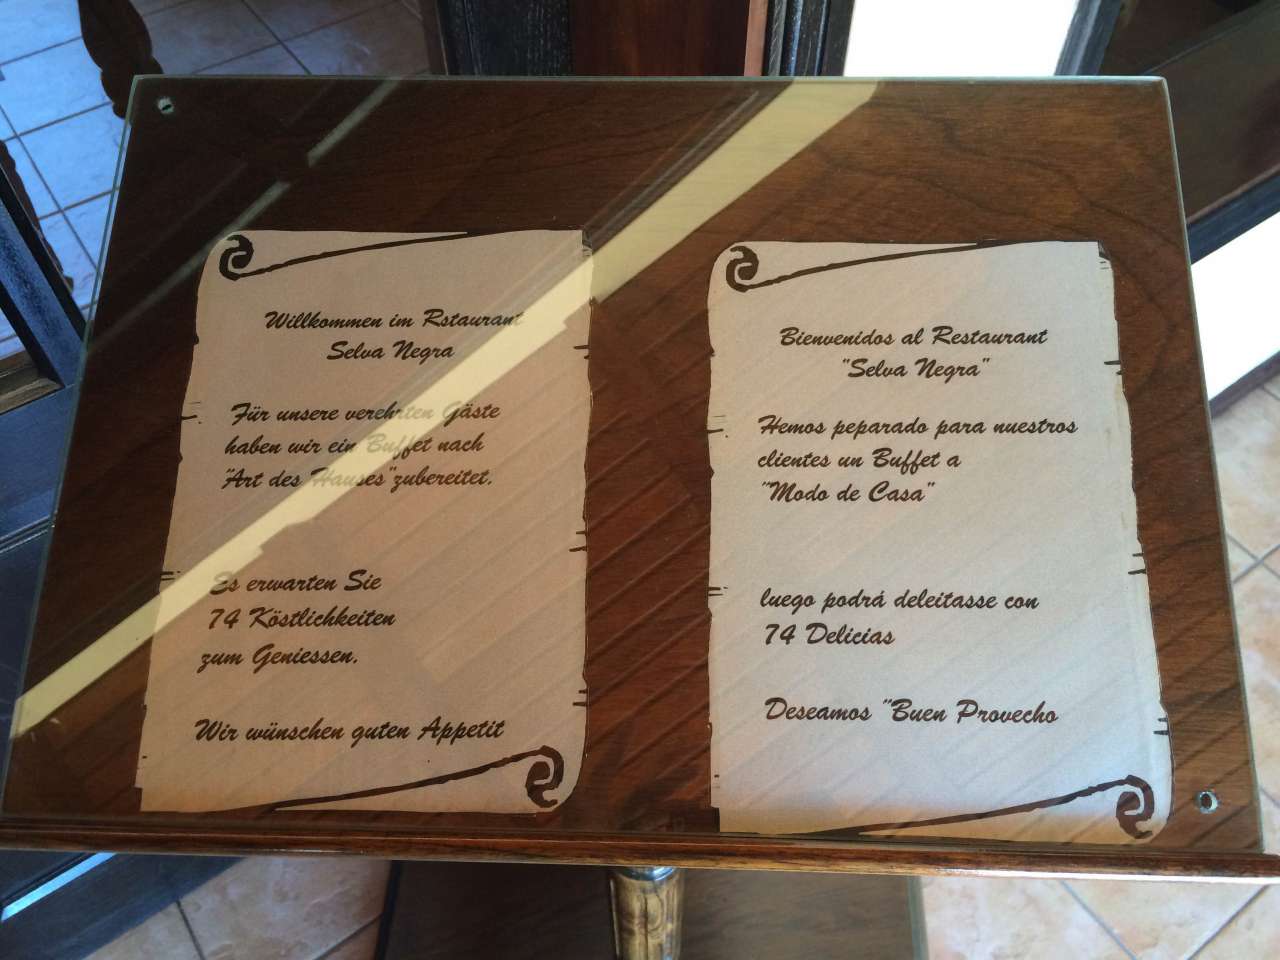 Willkommen im Rstaurant
Selva Negra
Für unsere verehrten Gäste
haben wir ein Buffet nach
"Art des Hauses"zubereitet.
Es erwarten Sie
74 Köstlichkeiten
zum Geniessen.
Wir wünschen guten Appetit
Bienvenidos al Restaurant
"Selva Negra"
Hemos peparado para nuestros
clientes un Buffet a
"Modo de Casa"
luego podrá deleitasse con
74 Delicias
Deseamos "Buen Provecho